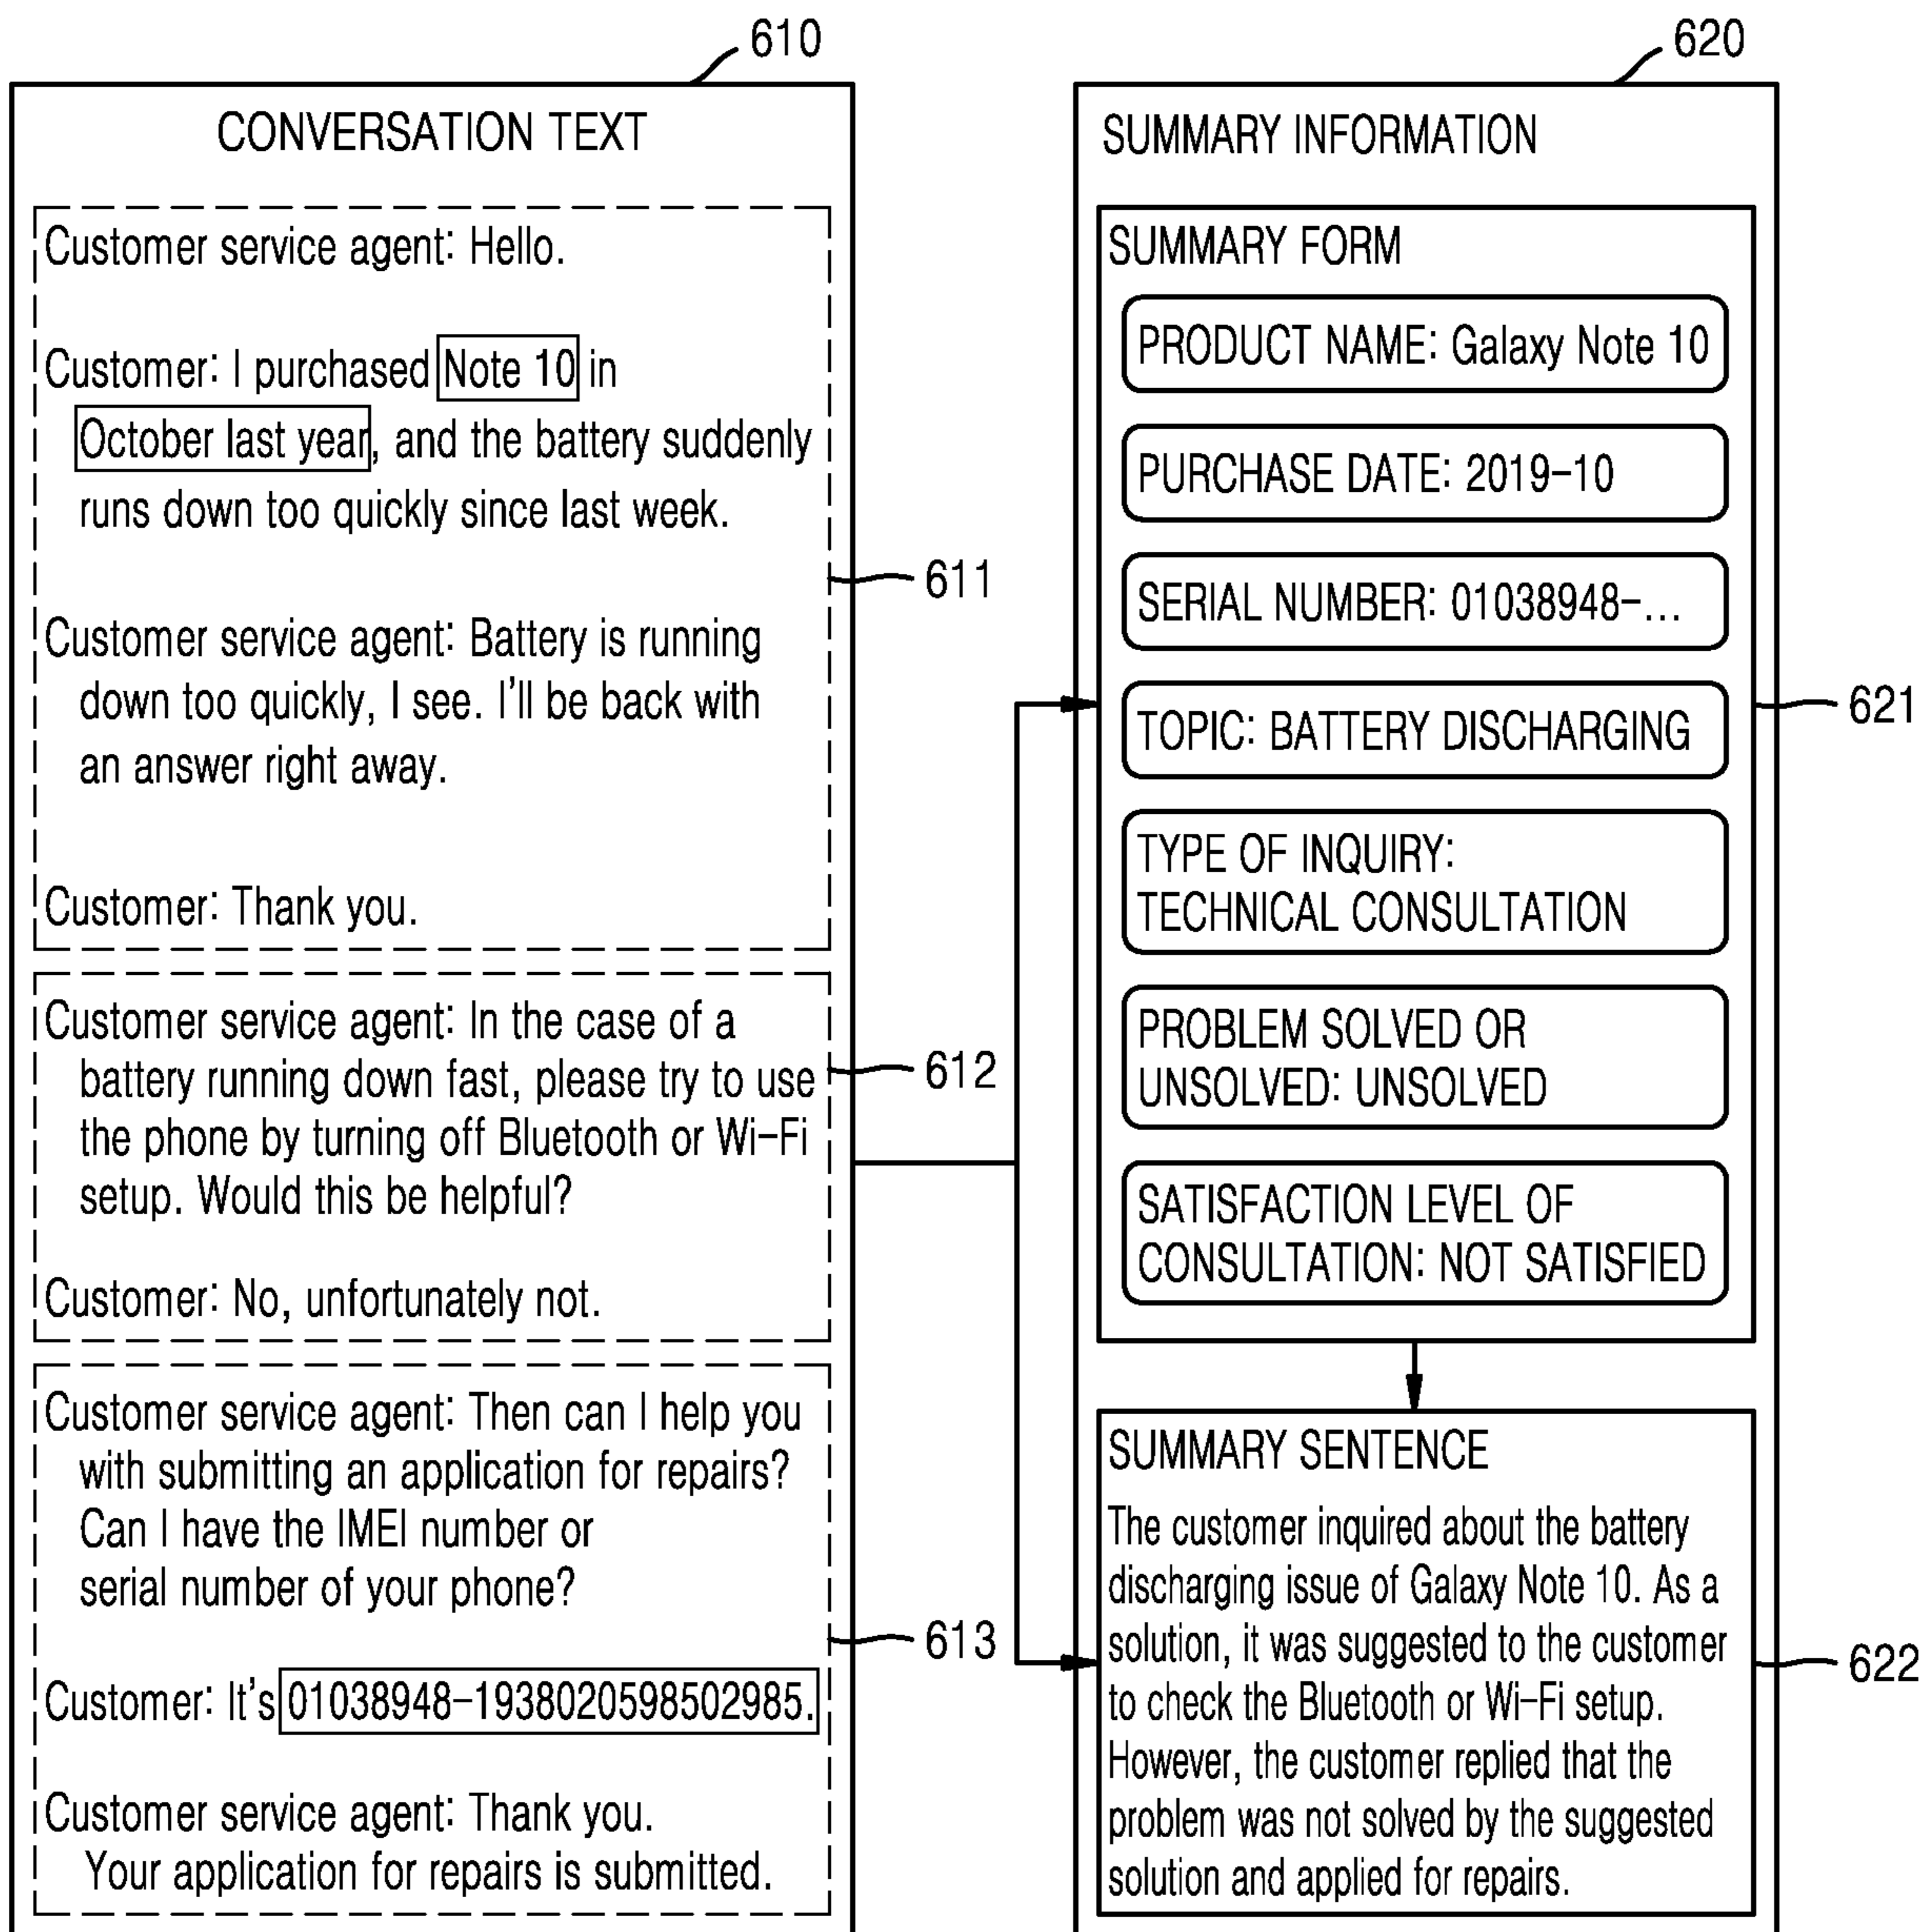 610
CONVERSATION TEXT
Customer service agent: Hello.
Customer: I purchased Note 10 in
October last year, and the battery suddenly
runs down too quickly since last week.
611
Customer service agent: Battery is running
down too quickly, I see. I'll be back with
an answer right away.
Customer: Thank you.
Customer service agent: In the case of a
battery running down fast, please try to use
the phone by turning off Bluetooth or Wi-Fi
setup. Would this be helpful?
612
Customer: No, unfortunately not.
Customer service agent: Then can I help you
with submitting an application for repairs?
Can I have the IMEI number or
serial number of your phone?
613
Customer: It's 01038948-1938020598502985.
Customer service agent: Thank you.
Your application for repairs is submitted.
620
SUMMARY INFORMATION
SUMMARY FORM
PRODUCT NAME: Galaxy Note 10
PURCHASE DATE: 2019-10
SERIAL NUMBER: 01038948-...
TOPIC: BATTERY DISCHARGING
621
TYPE OF INQUIRY:
TECHNICAL CONSULTATION
PROBLEM SOLVED OR
UNSOLVED: UNSOLVED
SATISFACTION LEVEL OF
CONSULTATION: NOT SATISFIED
SUMMARY SENTENCE
The customer inquired about the battery
discharging issue of Galaxy Note 10. As a
solution, it was suggested to the customer
to check the Bluetooth or Wi-Fi setup.
However, the customer replied that the
problem was not solved by the suggested
solution and applied for repairs.
622